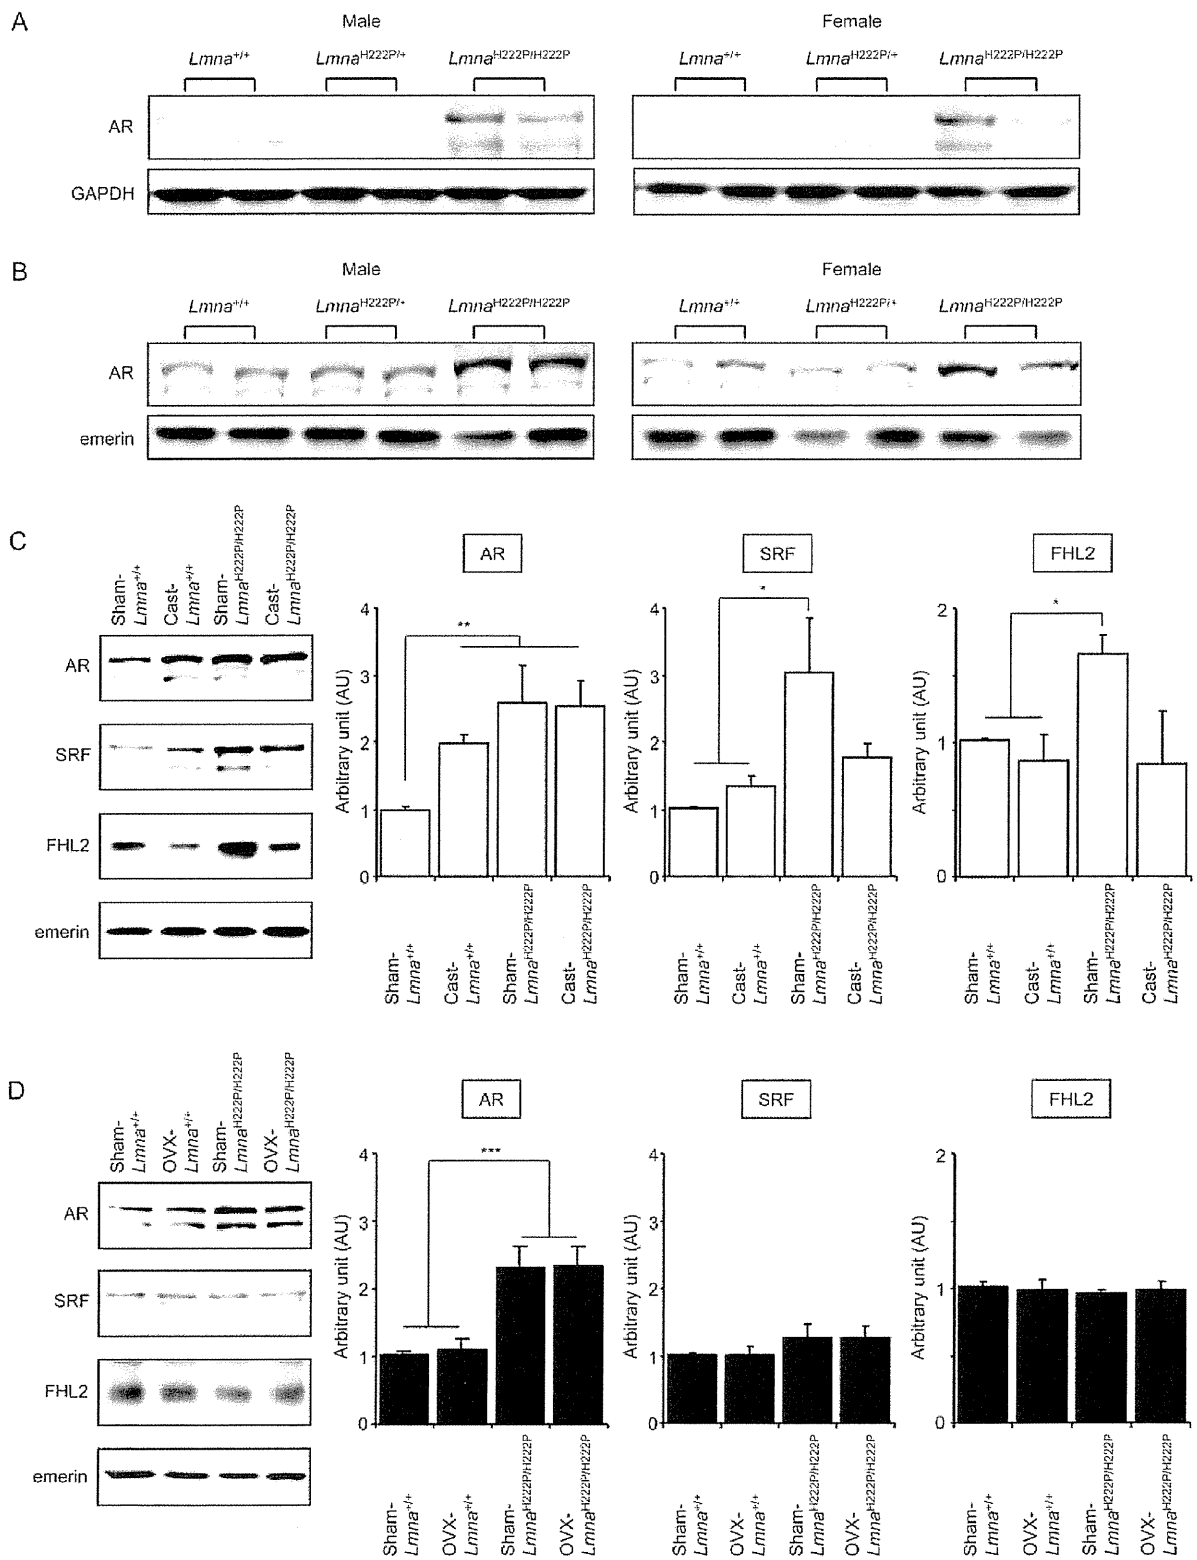 A
Male Female
Lmna+/+ LmnaH222P/+ LmnaH222P/H222P Lmna+/+ LmnaH222P/+ LmnaH222P/H222P
AR
GAPDH
B
Male Female
Lmna+/+ LmnaH222P/+ LmnaH222P/H222P Lmna+/+ LmnaH222P/+ LmnaH222P/H222P
AR
emerin
C
Sham-
Lmna+/+
Cast-
Lmna+/+
Sham-
LmnaH222P/H222P
Cast-
LmnaH222P/H222P
AR
SRF
FHL2
emerin
AR
Arbitrary unit (AU)
4
3
2
1
0
**
Sham-
Lmna+/+
Cast-
Lmna+/+
Sham-
LmnaH222P/H222P
Cast-
LmnaH222P/H222P
SRF
Arbitrary unit (AU)
4
3
2
1
0
*
Sham-
Lmna+/+
Cast-
Lmna+/+
Sham-
LmnaH222P/H222P
Cast-
LmnaH222P/H222P
FHL2
Arbitrary unit (AU)
2
1
0
*
Sham-
Lmna+/+
Cast-
Lmna+/+
Sham-
LmnaH222P/H222P
Cast-
LmnaH222P/H222P
D
Sham-
Lmna+/+
OVX-
Lmna+/+
Sham-
LmnaH222P/H222P
OVX-
LmnaH222P/H222P
AR
SRF
FHL2
emerin
AR
Arbitrary unit (AU)
4
3
2
1
0
***
Sham-
Lmna+/+
OVX-
Lmna+/+
Sham-
LmnaH222P/H222P
OVX-
LmnaH222P/H222P
SRF
Arbitrary unit (AU)
4
3
2
1
0
Sham-
Lmna+/+
OVX-
Lmna+/+
Sham-
LmnaH222P/H222P
OVX-
LmnaH222P/H222P
FHL2
Arbitrary unit (AU)
2
1
0
Sham-
Lmna+/+
OVX-
Lmna+/+
Sham-
LmnaH222P/H222P
OVX-
LmnaH222P/H222P